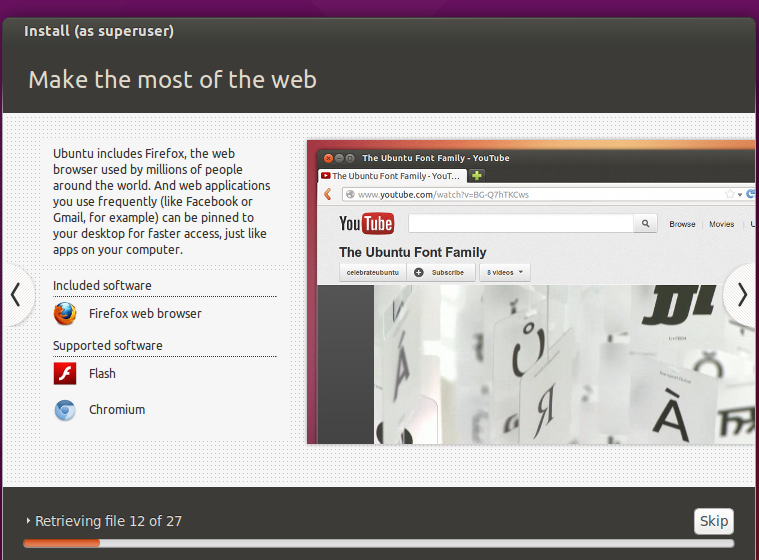 Install (as superuser)
Make the most of the web
Ubuntu includes Firefox, the web
browser used by millions of people
around the world. And web applications
you use frequently (like Facebook or
Gmail, for example) can be pinned to
your desktop for faster access, just like
apps on your computer.
Included software
Firefox web browser
Supported software
Flash
Chromium
The Ubuntu Font Family - YouTube
The Ubuntu Font Family - YouT...
www.youtube.com/watch?v=BG-Q7hTKCws
YouTube
Browse
Movies
U
The Ubuntu Font Family
celebrateubuntu
Subscribe
8 videos
Á
Ů
Я
Ā
Retrieving file 12 of 27
Skip